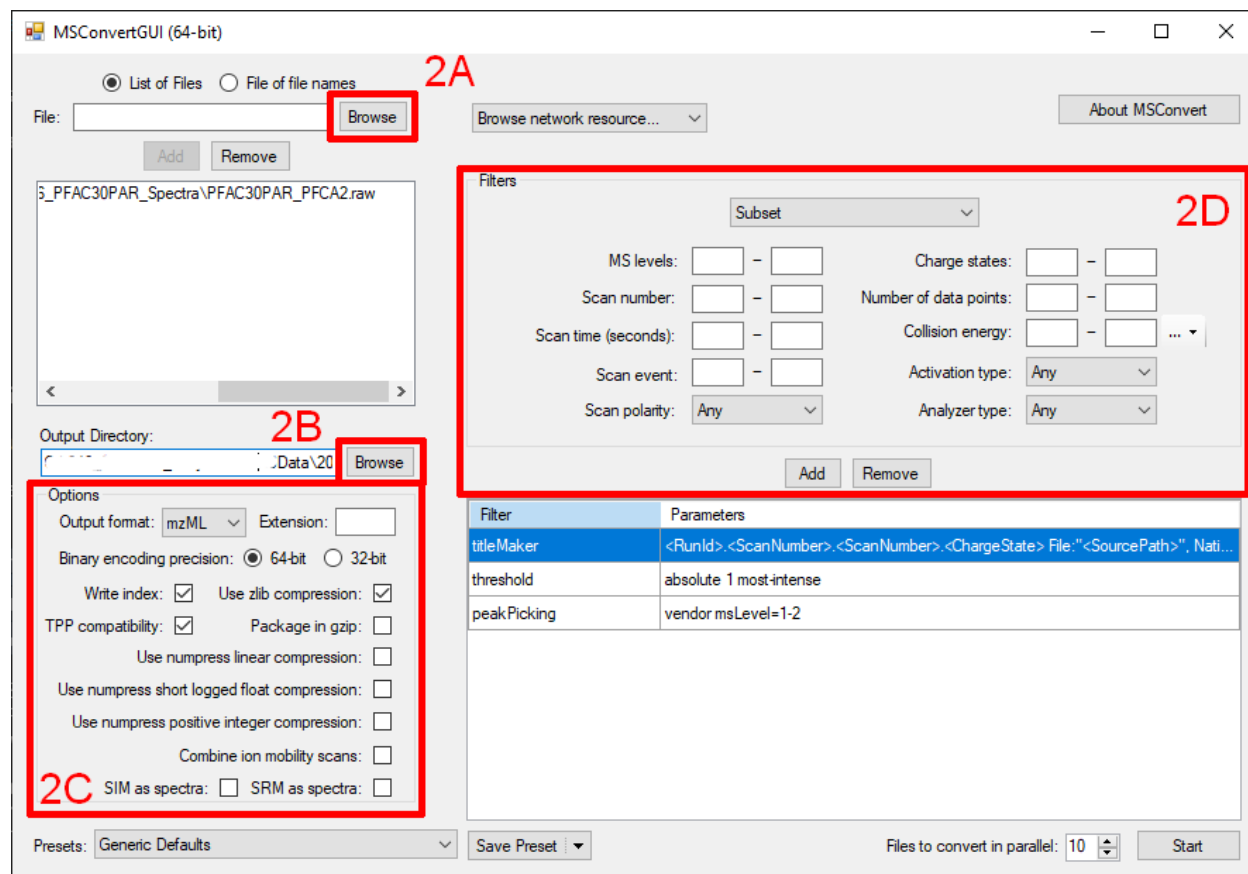 MSConvertGUI (64-bit)
2A
List of Files File of file names
File: Browse
Browse network resource...
About MSConvert
Add Remove
_PFAC30PAR_Spectra\PFAC30PAR_PFCA2.raw
Output Directory:
2B
Data\20 Browse
Options
Output format: mzML Extension:
Binary encoding precision: 64-bit 32-bit
Write index: Use zlib compression:
TPP compatibility: Package in gzip:
Use numpress linear compression:
Use numpress short logged float compression:
Use numpress positive integer compression:
Combine ion mobility scans:
2C
SIM as spectra: SRM as spectra:
Filters
Subset
2D
MS levels: – Charge states: –
Scan number: – Number of data points: –
Scan time (seconds): – Collision energy: – ...
Scan event: – Activation type: Any
Scan polarity: Any Analyzer type: Any
Add Remove
Filter Parameters
titleMaker <RunId>.<ScanNumber>.<ScanNumber>.<ChargeState> File:"<SourcePath>", Nati...
threshold absolute 1 most-intense
peakPicking vendor msLevel=1-2
Presets: Generic Defaults Save Preset Files to convert in parallel: 10 Start